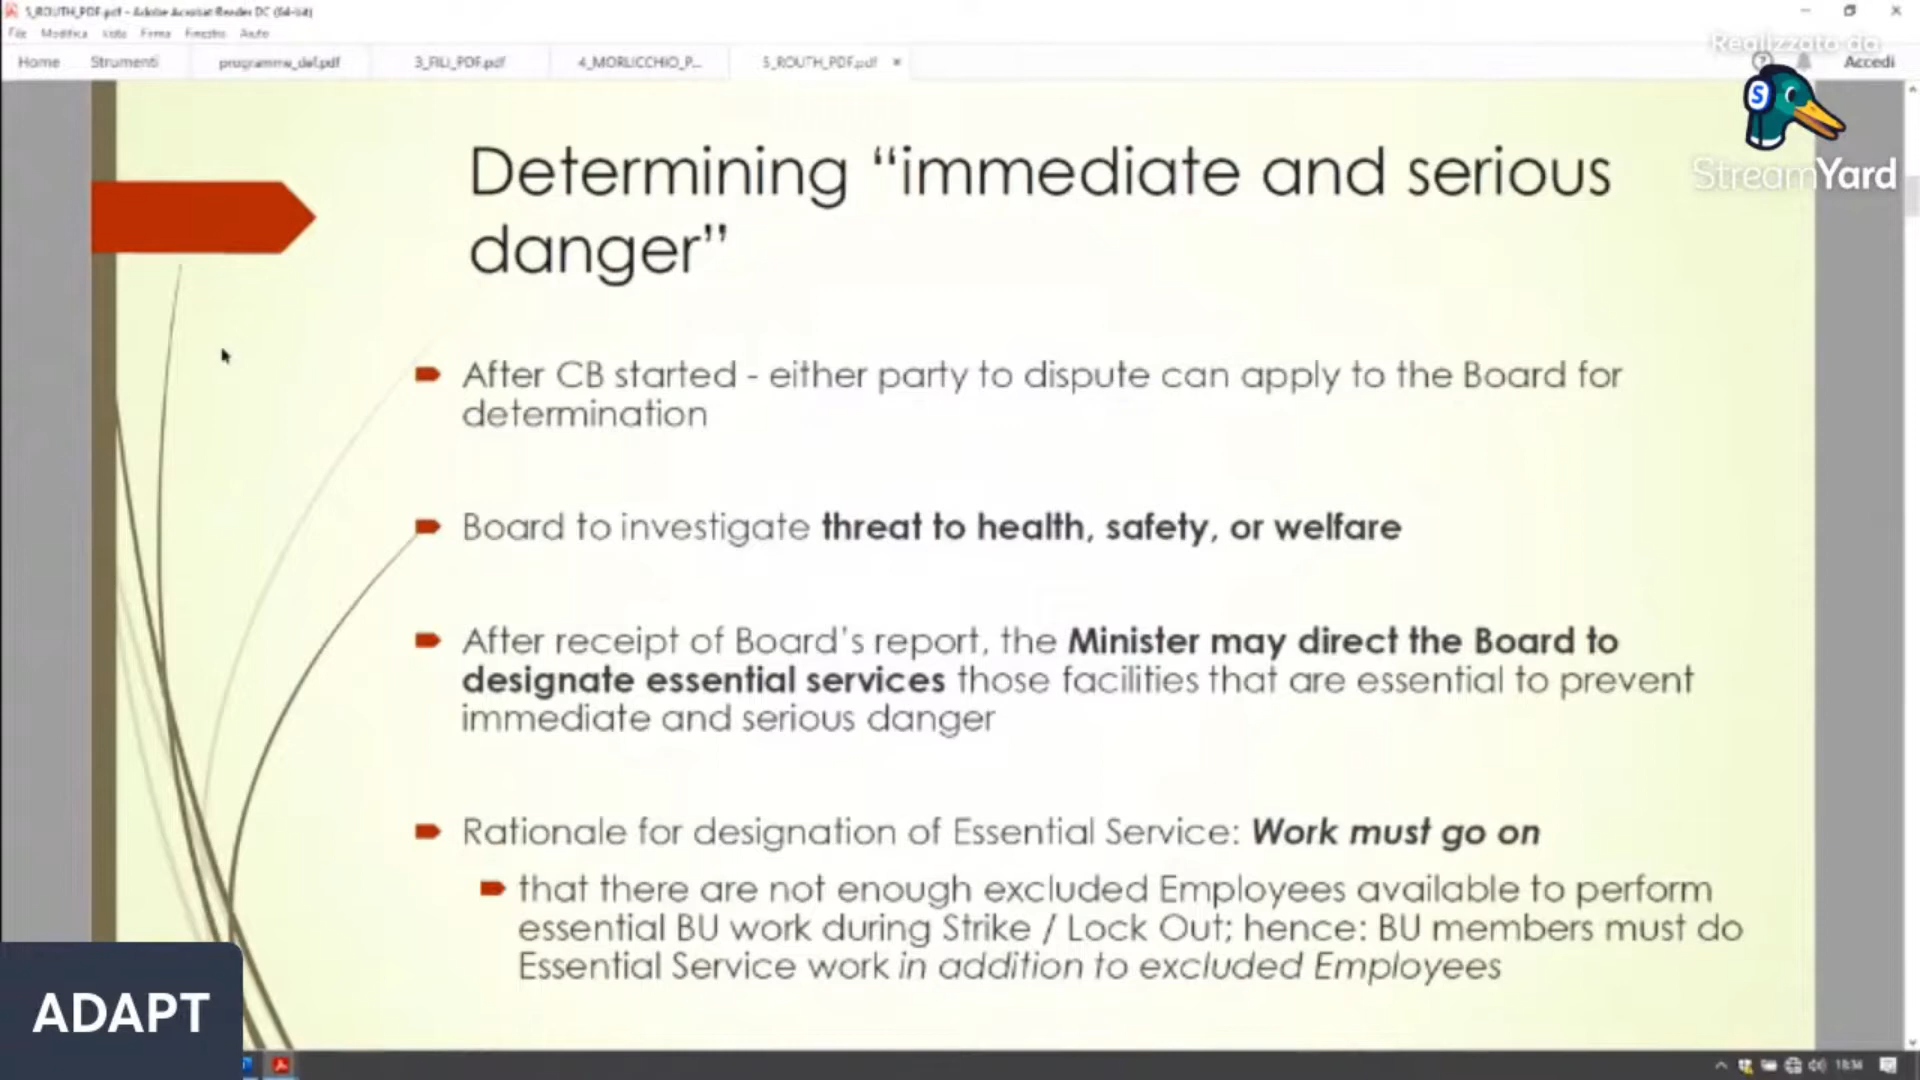 5_ROUTH_PDF.pdf - Adobe Acrobat Reader DC (64-bit)
File Modifica Vista Firma Finestra Aiuto
Realizzato da
Home Strumenti programme_def.pdf 3_FILI_PDF.pdf 4_MORLICCHIO_P... 5_ROUTH_PDF.pdf × Accedi
S
StreamYard
Determining “immediate and serious
danger”
After CB started - either party to dispute can apply to the Board for
determination
Board to investigate threat to health, safety, or welfare
After receipt of Board’s report, the Minister may direct the Board to
designate essential services those facilities that are essential to prevent
immediate and serious danger
Rationale for designation of Essential Service: Work must go on
that there are not enough excluded Employees available to perform
essential BU work during Strike / Lock Out; hence: BU members must do
Essential Service work in addition to excluded Employees
ADAPT